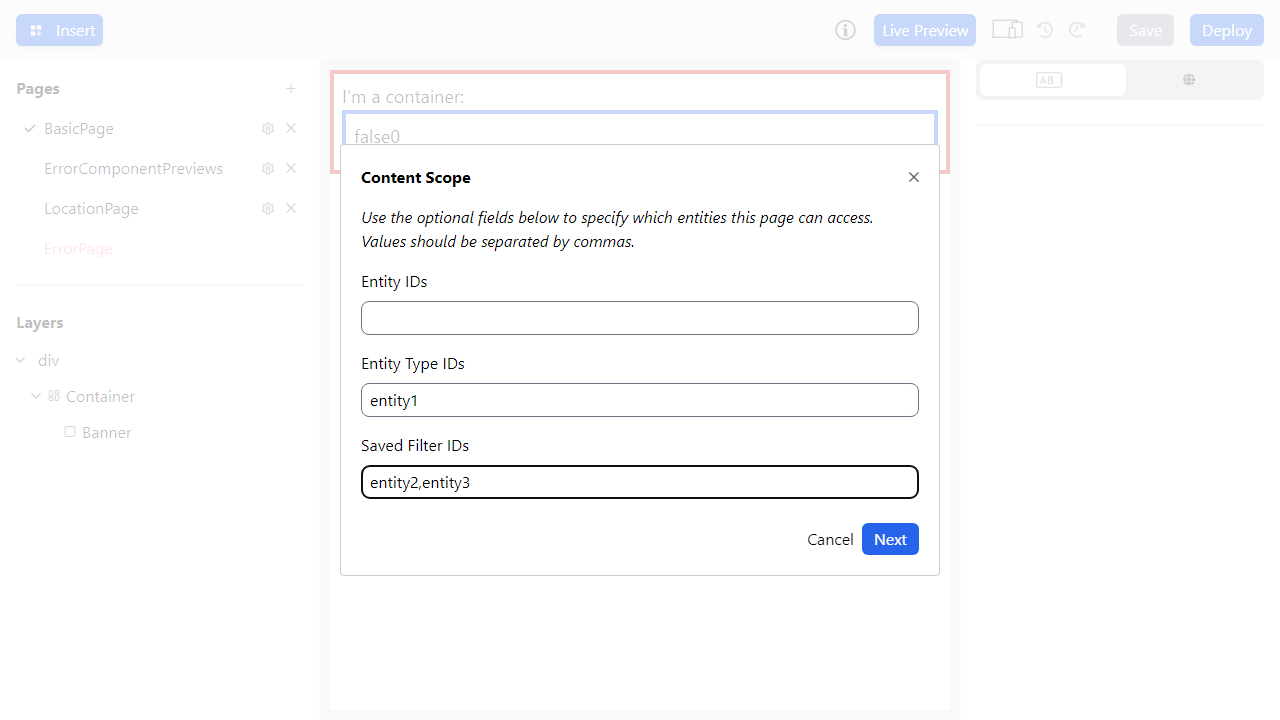 Insert
Live Preview
Save
Deploy
Pages
BasicPage
ErrorComponentPreviews
LocationPage
ErrorPage
Layers
div
Container
Banner
I'm a container:
false0
Content Scope
Use the optional fields below to specify which entities this page can access.
Values should be separated by commas.
Entity IDs
Entity Type IDs
entity1
Saved Filter IDs
entity2,entity3
Cancel
Next
AB